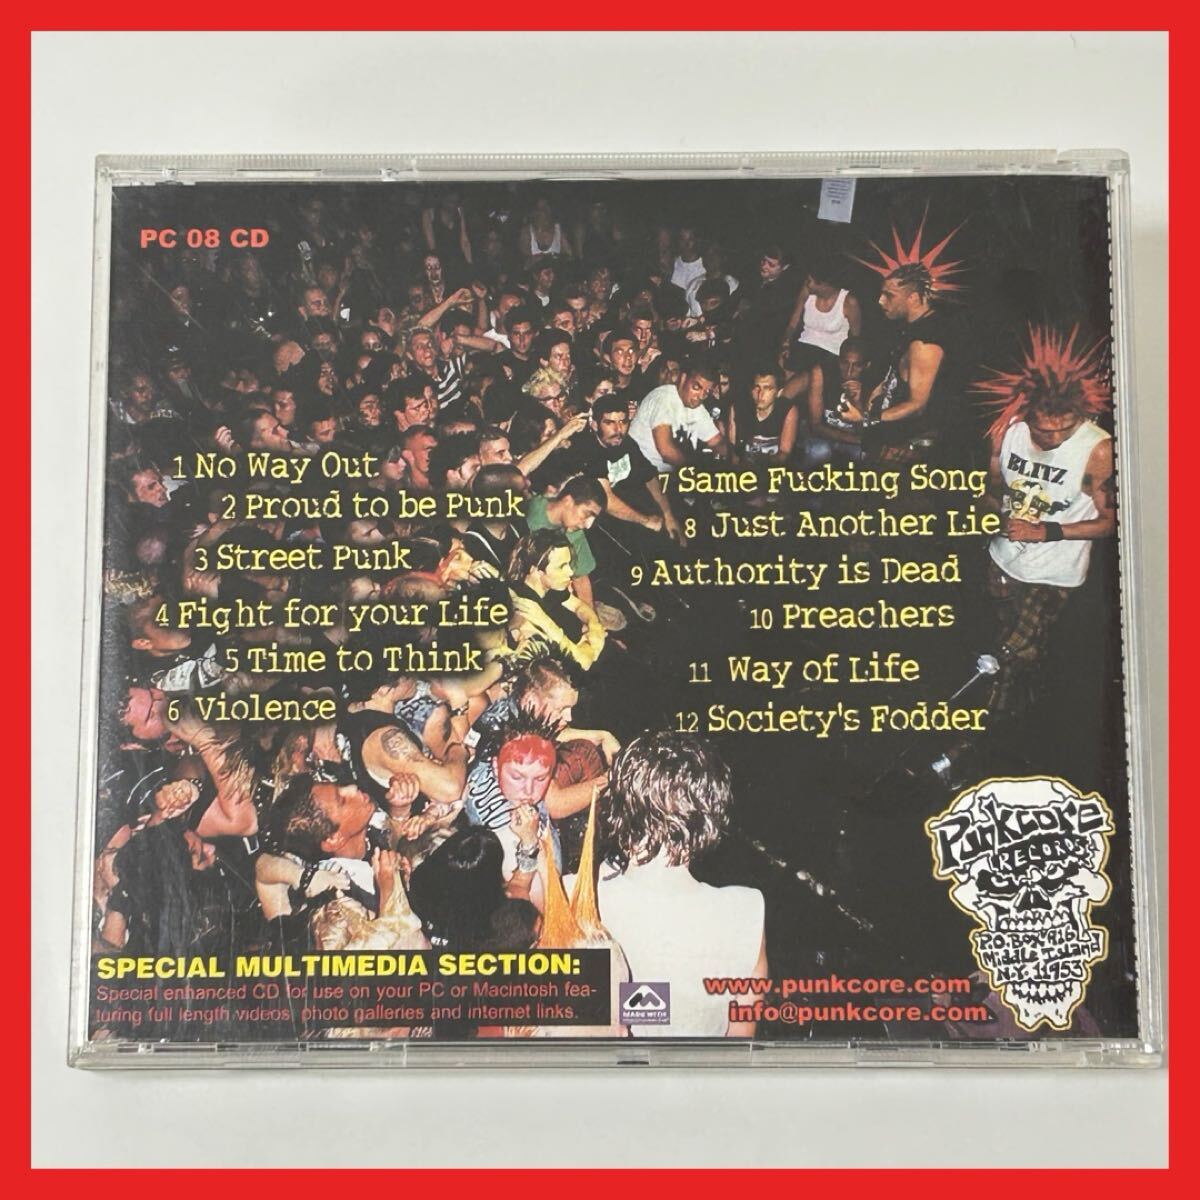 PC 08 CD
BLITZ
1 No Way Out
2 Proud to be Punk
3 Street Punk
4 Fight for your Life
5 Time to Think
6 Violence
7 Same Fucking Song
8 Just Another Lie
9 Authority is Dead
10 Preachers
11 Way of Life
12 Society's Fodder
PUNKCORE
RECORDS
P.O. BOX 916
Middle Island
N.Y. 11953
SPECIAL MULTIMEDIA SECTION:
Special enhanced CD for use on your PC or Macintosh fea-
turing full length videos, photo galleries and internet links.
MADE WITH
www.punkcore.com
info@punkcore.com